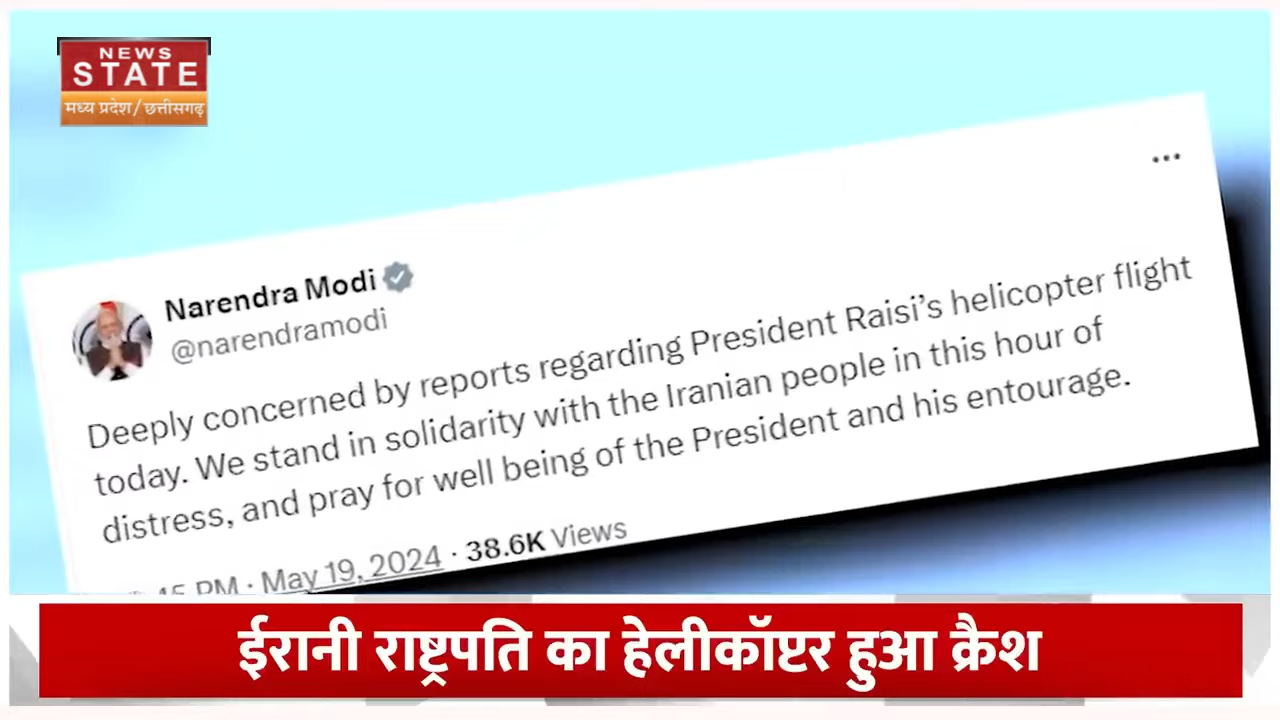 NEWS
STATE
मध्य प्रदेश/छत्तीसगढ़
Narendra Modi
@narendramodi
Deeply concerned by reports regarding President Raisi’s helicopter flight
today. We stand in solidarity with the Iranian people in this hour of
distress, and pray for well being of the President and his entourage.
PM · May 19, 2024 · 38.6K Views
ईरानी राष्ट्रपति का हेलीकॉप्टर हुआ क्रैश